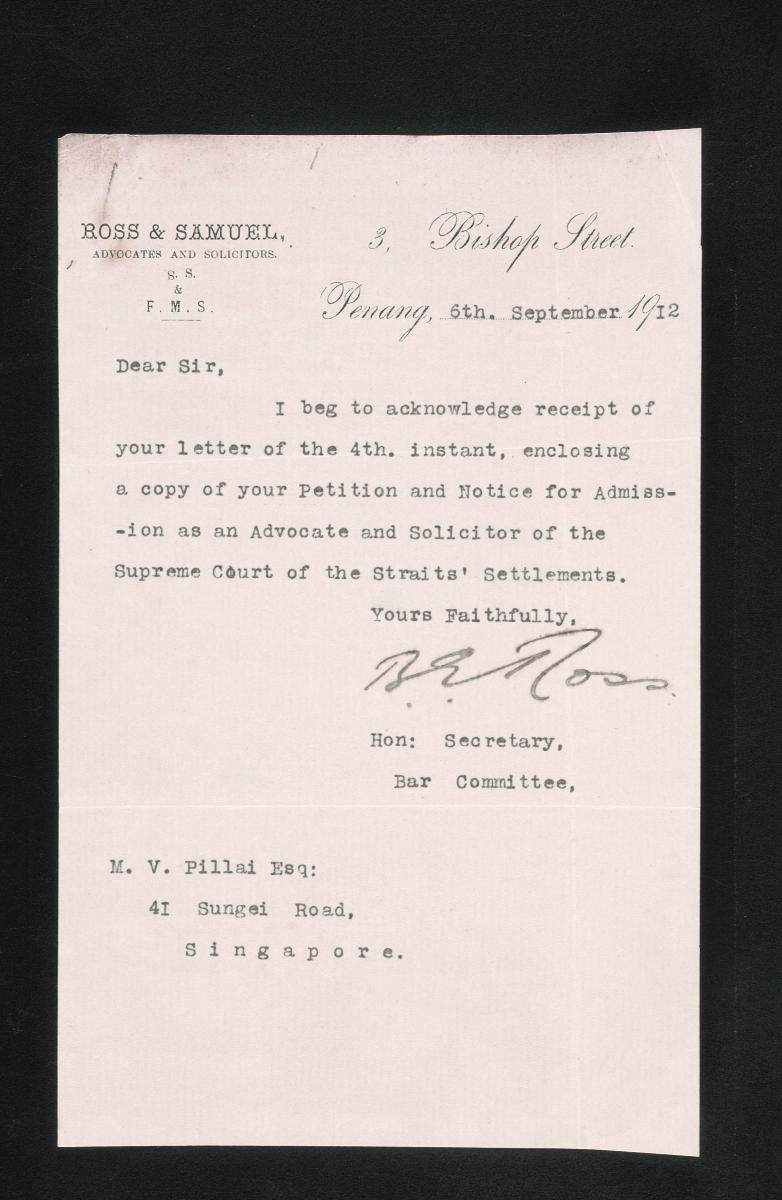 ROSS & SAMUEL,
ADVOCATES AND SOLICITORS.
S. S.
&
F. M. S.
3, Bishop Street.
Penang, 6th. September 19I2
Dear Sir,
I beg to acknowledge receipt of
your letter of the 4th. instant, enclosing
a copy of your Petition and Notice for Admiss-
-ion as an Advocate and Solicitor of the
Supreme Court of the Straits' Settlements.
Yours Faithfully,
B E Ross.
Hon: Secretary,
Bar Committee,
M. V. Pillai Esq:
4I Sungei Road,
S i n g a p o r e.